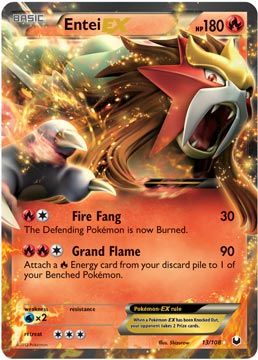 BASIC
Entei EX
HP180
Fire Fang 30
The Defending Pokémon is now Burned.
Grand Flame 90
Attach a Energy card from your discard pile to 1 of your Benched Pokémon.
weakness resistance
×2
retreat
Pokémon-EX rule
When a Pokémon-EX has been Knocked Out, your opponent takes 2 Prize cards.
Illus. Shizurow
13/108